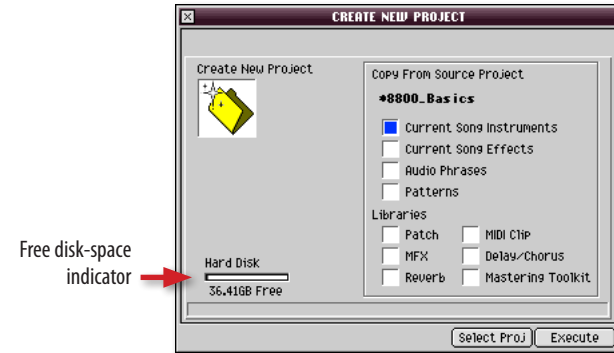 CREATE NEW PROJECT
Create New Project
Copy From Source Project
*8800_Basics
Current Song Instruments
Current Song Effects
Audio Phrases
Patterns
Libraries
Patch MIDI Clip
MFX Delay/Chorus
Reverb Mastering Toolkit
Free disk-space
indicator
Hard Disk
36.41GB Free
Select Proj Execute